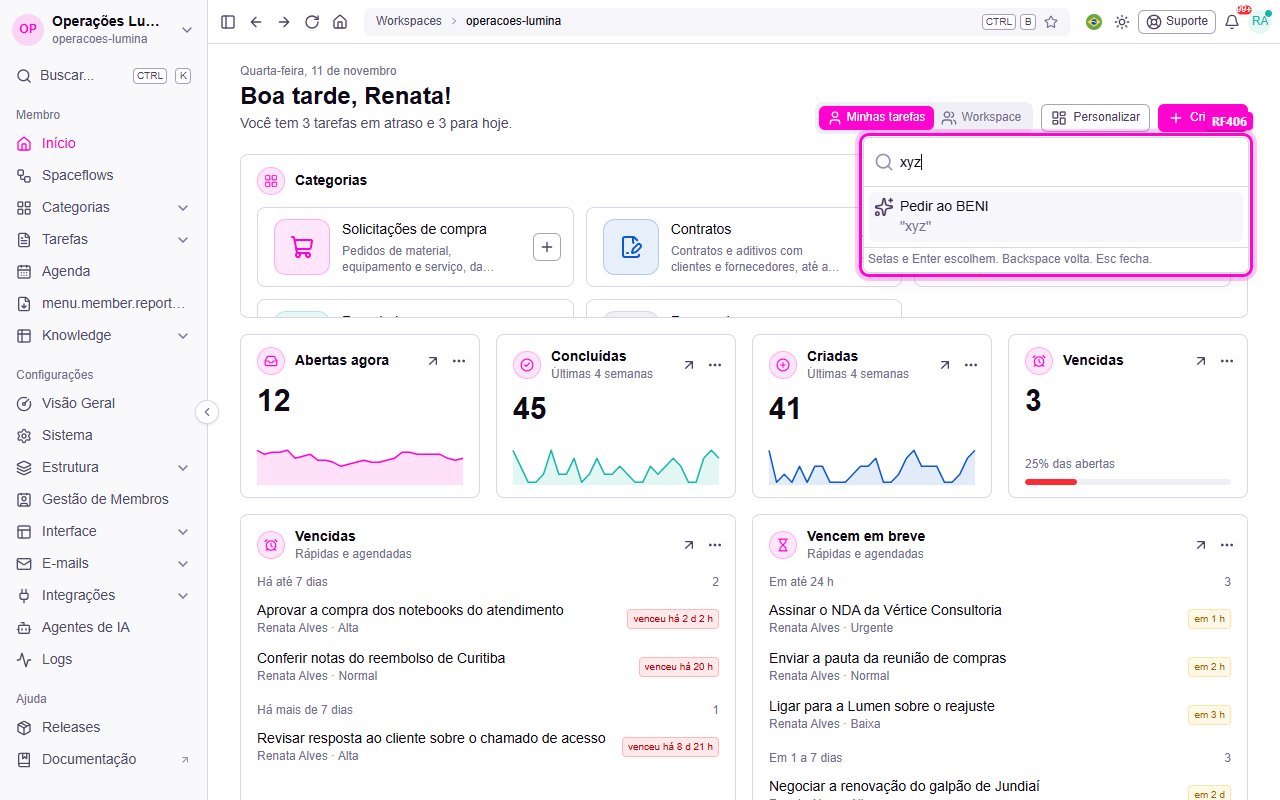 OP
Operações Lu...
operacoes-lumina
Buscar...
CTRL
K
Membro
Início
Spaceflows
Categorias
Tarefas
Agenda
menu.member.report...
Knowledge
Configurações
Visão Geral
Sistema
Estrutura
Gestão de Membros
Interface
E-mails
Integrações
Agentes de IA
Logs
Ajuda
Releases
Documentação
Workspaces
operacoes-lumina
CTRL
B
Suporte
99+
RA
Quarta-feira, 11 de novembro
Boa tarde, Renata!
Você tem 3 tarefas em atraso e 3 para hoje.
Minhas tarefas
Workspace
Personalizar
Cri
RF406
xyz
Pedir ao BENI
"xyz"
Setas e Enter escolhem. Backspace volta. Esc fecha.
Categorias
Solicitações de compra
Pedidos de material,
equipamento e serviço, da...
Contratos
Contratos e aditivos com
clientes e fornecedores, até a...
Abertas agora
12
Concluídas
Últimas 4 semanas
45
Criadas
Últimas 4 semanas
41
Vencidas
3
25% das abertas
Vencidas
Rápidas e agendadas
Há até 7 dias
2
Aprovar a compra dos notebooks do atendimento
Renata Alves · Alta
venceu há 2 d 2 h
Conferir notas do reembolso de Curitiba
Renata Alves · Normal
venceu há 20 h
Há mais de 7 dias
1
Revisar resposta ao cliente sobre o chamado de acesso
Renata Alves · Alta
venceu há 8 d 21 h
Vencem em breve
Rápidas e agendadas
Em até 24 h
3
Assinar o NDA da Vértice Consultoria
Renata Alves · Urgente
em 1 h
Enviar a pauta da reunião de compras
Renata Alves · Normal
em 2 h
Ligar para a Lumen sobre o reajuste
Renata Alves · Baixa
em 3 h
Em 1 a 7 dias
3
Negociar a renovação do galpão de Jundiaí
em 2 d